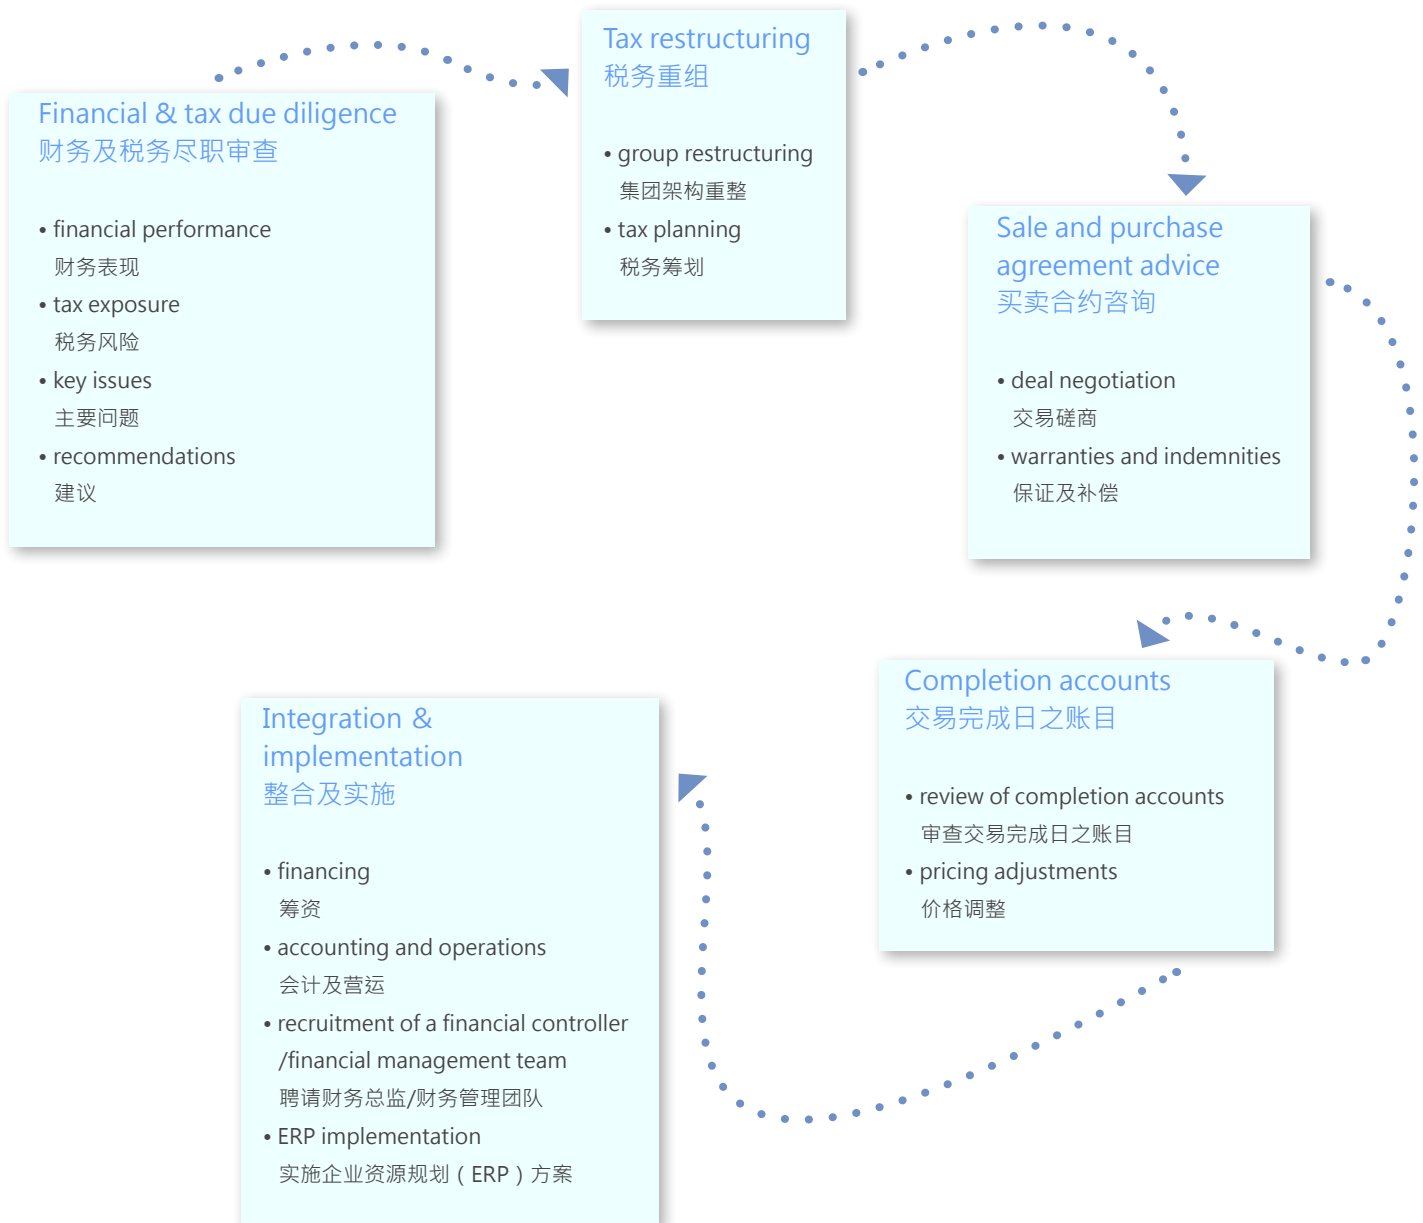 Financial & tax due diligence
财务及税务尽职审查
• financial performance
财务表现
• tax exposure
税务风险
• key issues
主要问题
• recommendations
建议
Tax restructuring
税务重组
• group restructuring
集团架构重整
• tax planning
税务筹划
Sale and purchase
agreement advice
买卖合约咨询
• deal negotiation
交易磋商
• warranties and indemnities
保证及补偿
Completion accounts
交易完成日之账目
• review of completion accounts
审查交易完成日之账目
• pricing adjustments
价格调整
Integration &
implementation
整合及实施
• financing
筹资
• accounting and operations
会计及营运
• recruitment of a financial controller
/financial management team
聘请财务总监/财务管理团队
• ERP implementation
实施企业资源规划（ERP）方案